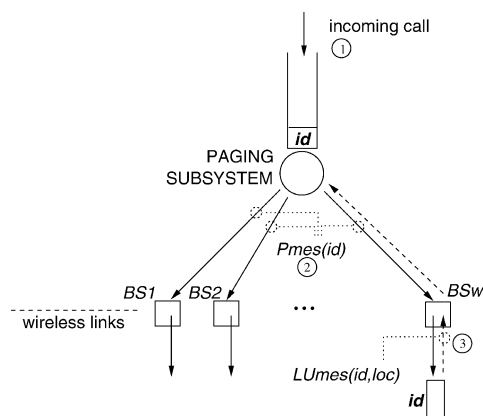 incoming call
1
id
PAGING
SUBSYSTEM
Pmes(id)
2
BS1
BS2
...
BSw
wireless links
3
LUmes(id,loc)
id